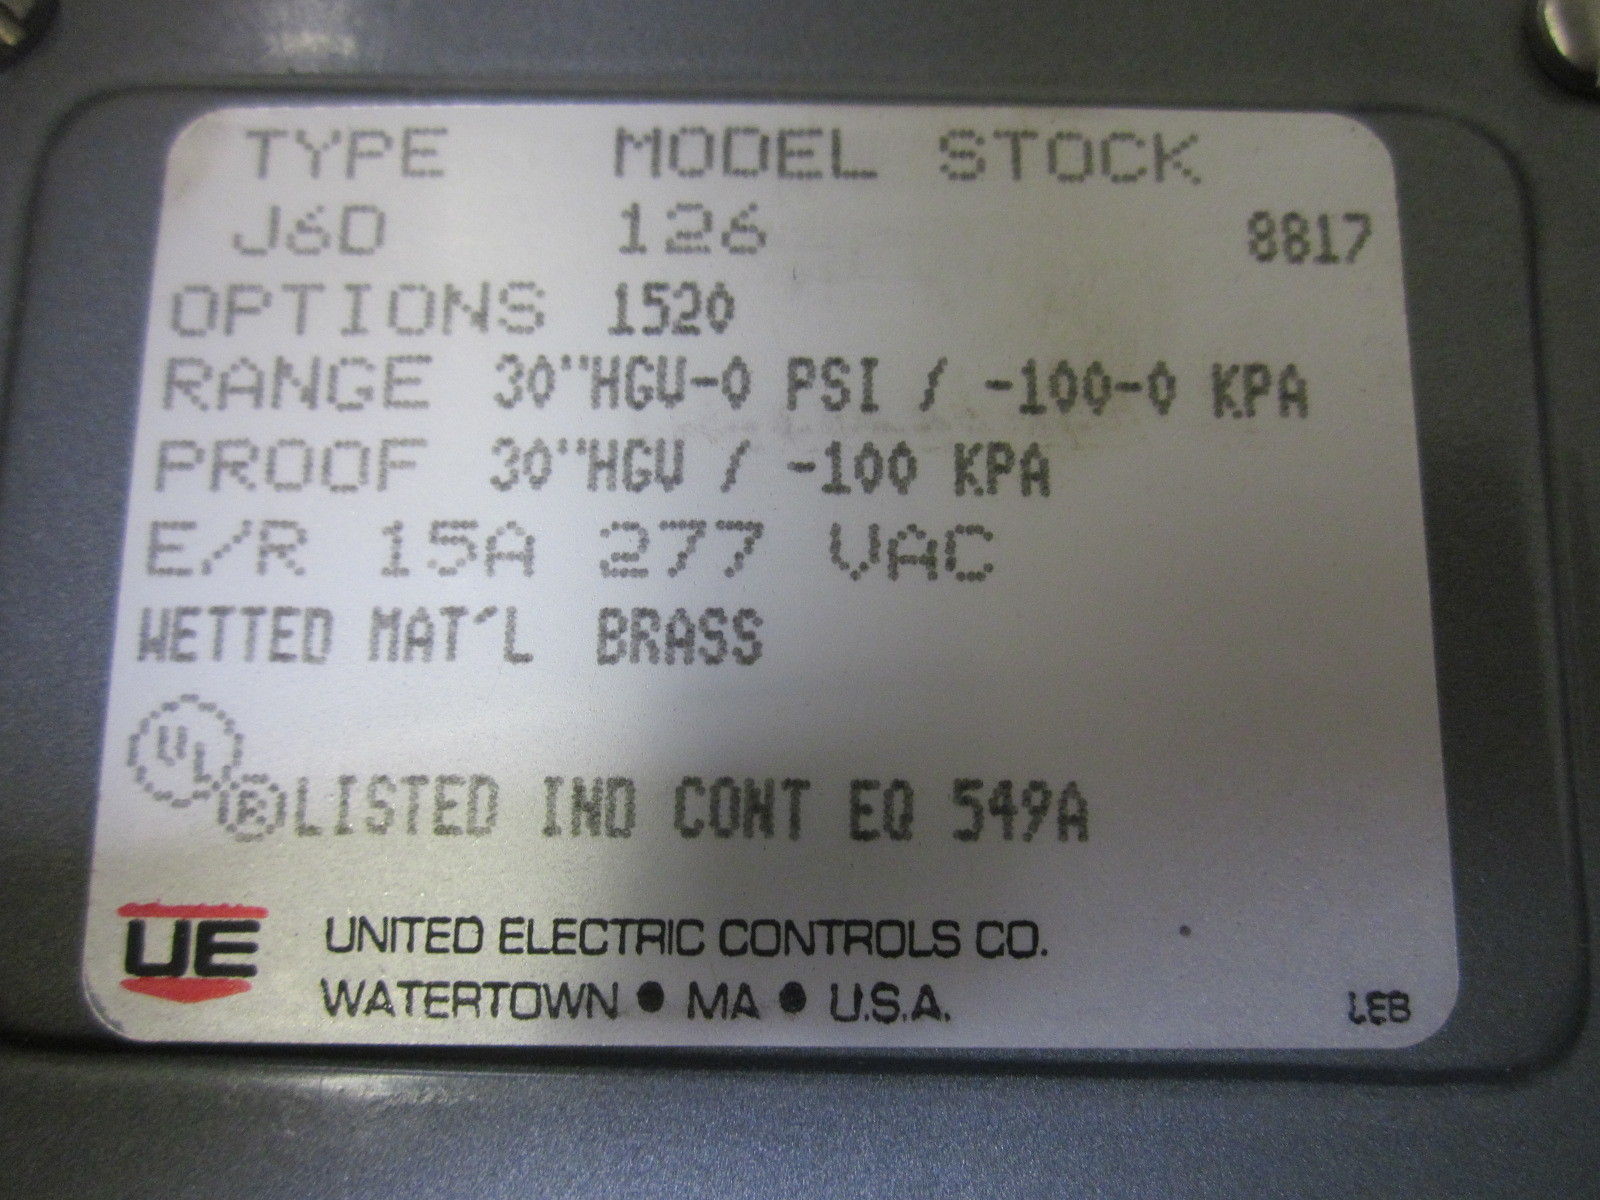 TYPE MODEL STOCK
J6D 126 8817
OPTIONS 1520
RANGE 30"HGV-0 PSI / -100-0 KPA
PROOF 30"HGV / -100 KPA
E/R 15A 277 VAC
WETTED MAT'L BRASS
UL
®LISTED IND CONT EQ 549A
UE UNITED ELECTRIC CONTROLS CO.
WATERTOWN • MA • U.S.A.